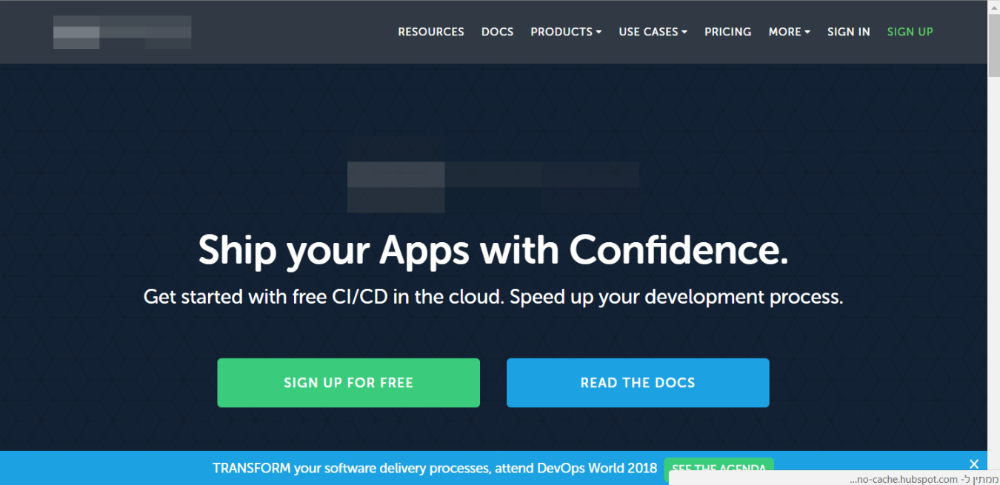 RESOURCES DOCS PRODUCTS USE CASES PRICING MORE SIGN IN SIGN UP
Ship your Apps with Confidence.
Get started with free CI/CD in the cloud. Speed up your development process.
SIGN UP FOR FREE READ THE DOCS
TRANSFORM your software delivery processes, attend DevOps World 2018 SEE THE AGENDA
ממתין ל- no-cache.hubspot.com...